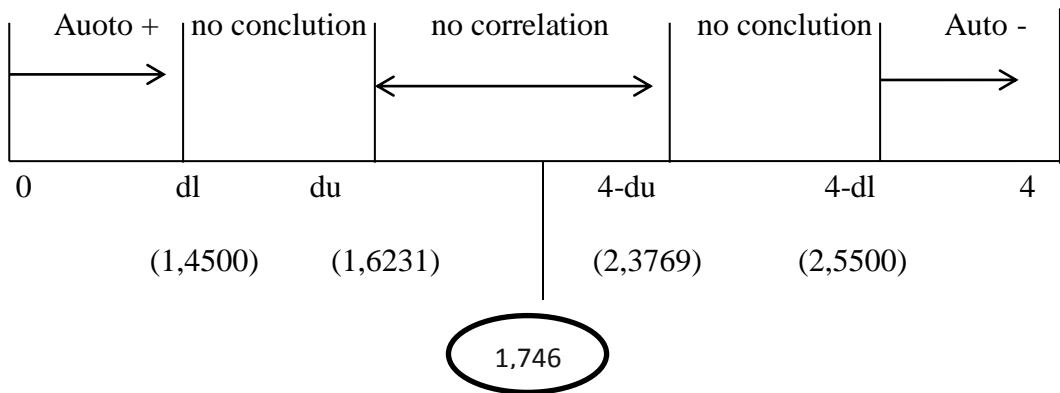 Auoto + no conclution no correlation no conclution Auto -
0 dl du 4-du 4-dl 4
(1,4500) (1,6231) (2,3769) (2,5500)
1,746